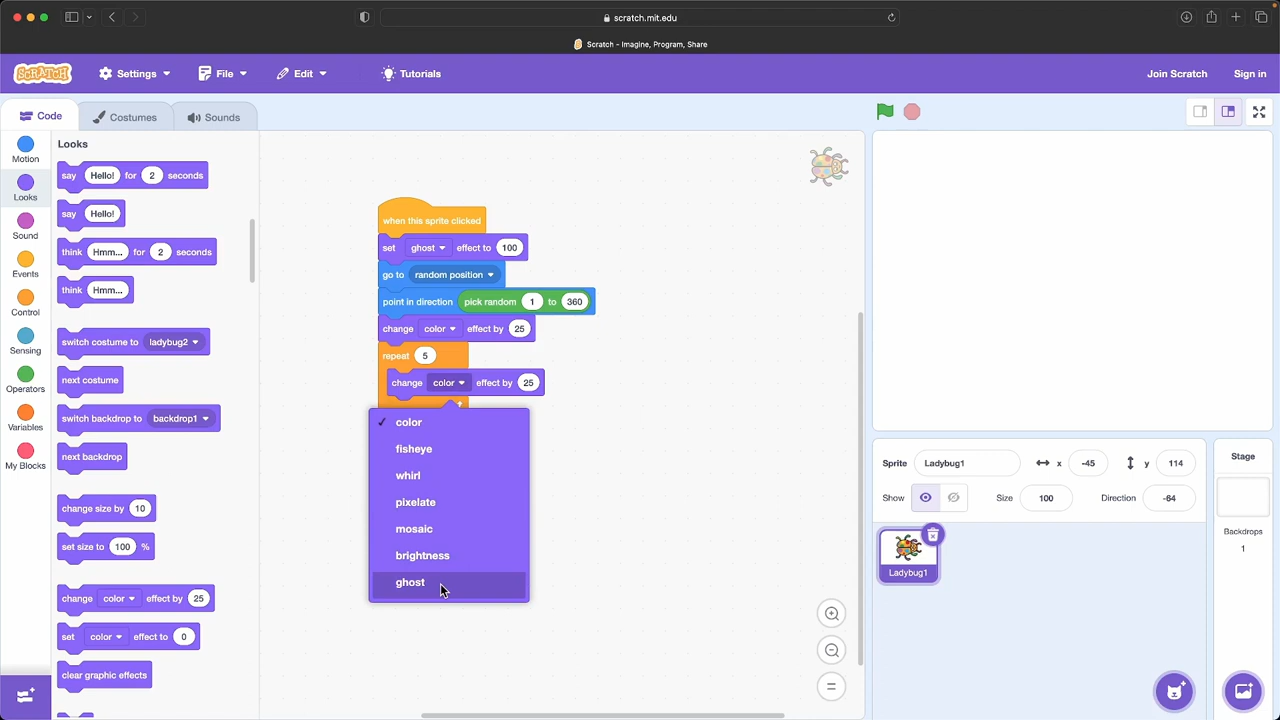 scratch.mit.edu
Scratch - Imagine, Program, Share
SCRATCH
Settings
File
Edit
Tutorials
Join Scratch
Sign in
Code
Costumes
Sounds
Motion
Looks
Sound
Events
Control
Sensing
Operators
Variables
My Blocks
Looks
say Hello! for 2 seconds
say Hello!
think Hmm... for 2 seconds
think Hmm...
switch costume to ladybug2
next costume
switch backdrop to backdrop1
next backdrop
change size by 10
set size to 100 %
change color effect by 25
set color effect to 0
clear graphic effects
when this sprite clicked
set ghost effect to 100
go to random position
point in direction pick random 1 to 360
change color effect by 25
repeat 5
change color effect by 25
color
fisheye
whirl
pixelate
mosaic
brightness
ghost
Sprite Ladybug1 x -45 y 114
Show Size 100 Direction -84
Ladybug1
Stage
Backdrops
1